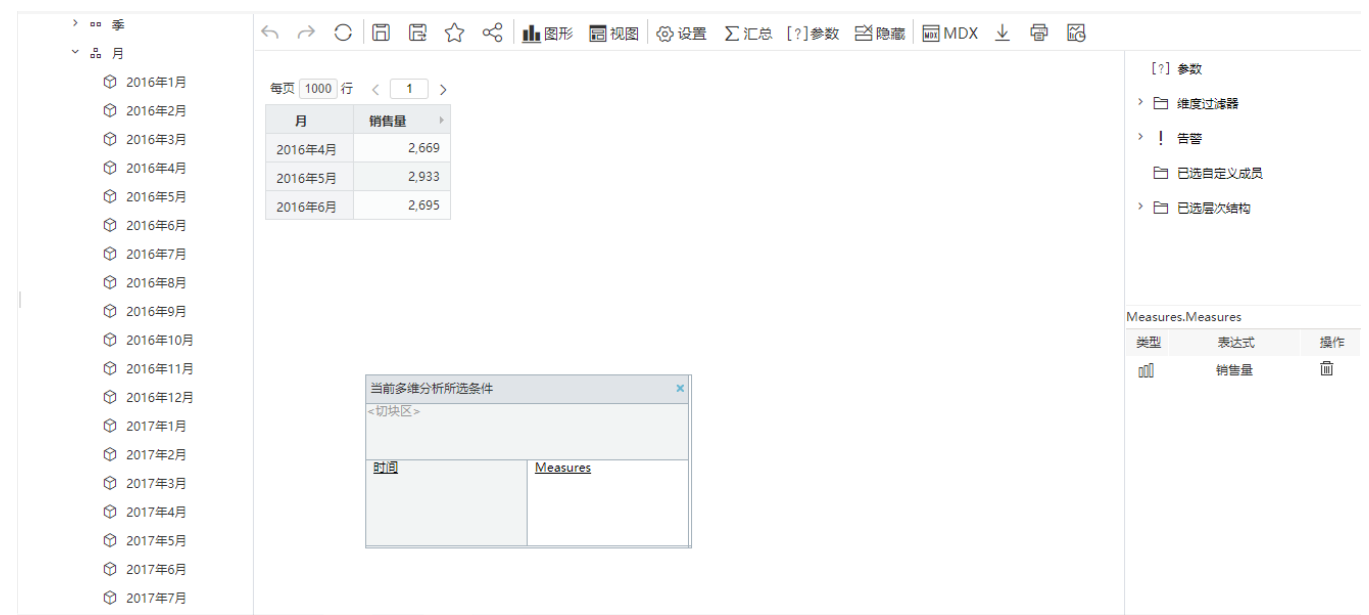 季
月
2016年1月
2016年2月
2016年3月
2016年4月
2016年5月
2016年6月
2016年7月
2016年8月
2016年9月
2016年10月
2016年11月
2016年12月
2017年1月
2017年2月
2017年3月
2017年4月
2017年5月
2017年6月
2017年7月
图形 视图 设置 汇总 [?]参数 隐藏 MDX MDX
每页 1000 行 < 1 >
月 销售量
2016年4月 2,669
2016年5月 2,933
2016年6月 2,695
当前多维分析所选条件 ×
<切块区>
时间 Measures
[?] 参数
维度过滤器
! 告警
已选自定义成员
已选层次结构
Measures.Measures
类型 表达式 操作
销售量